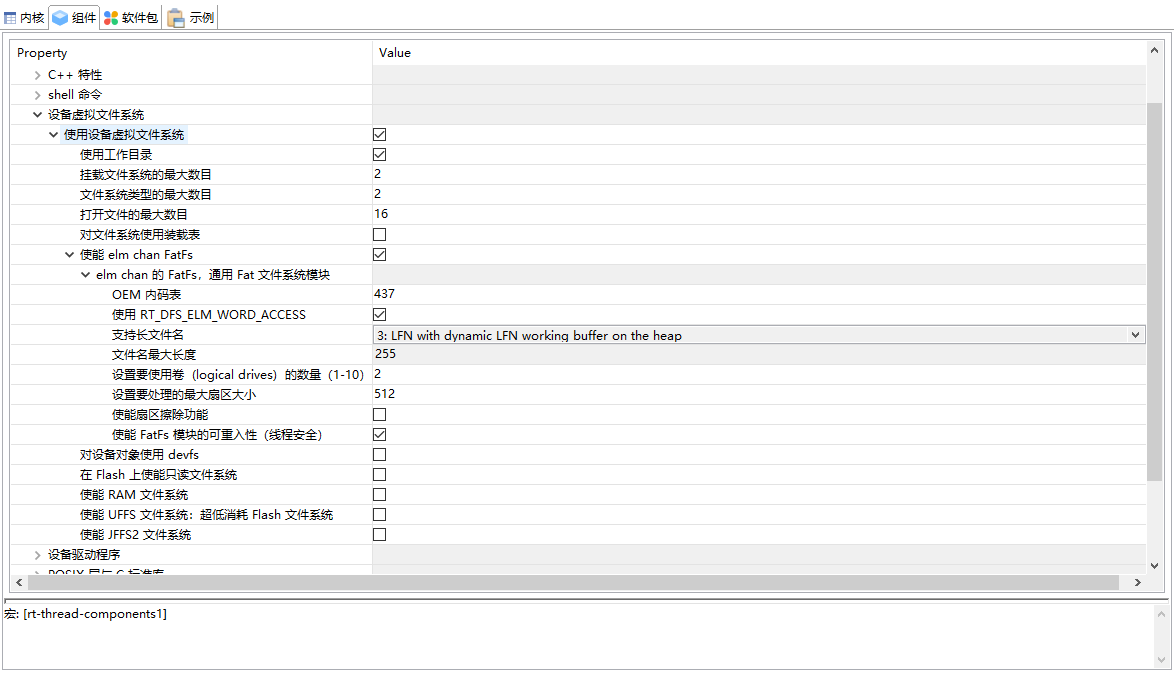 内核 组件 软件包 示例
Property Value
C++ 特性
shell 命令
设备虚拟文件系统
使用设备虚拟文件系统
使用工作目录
挂载文件系统的最大数目 2
文件系统类型的最大数目 2
打开文件的最大数目 16
对文件系统使用装载表
使能 elm chan FatFs
elm chan 的 FatFs，通用 Fat 文件系统模块
OEM 内码表 437
使用 RT_DFS_ELM_WORD_ACCESS
支持长文件名 3: LFN with dynamic LFN working buffer on the heap
文件名最大长度 255
设置要使用卷（logical drives）的数量（1-10） 2
设置要处理的最大扇区大小 512
使能扇区擦除功能
使能 FatFs 模块的可重入性（线程安全）
对设备对象使用 devfs
在 Flash 上使能只读文件系统
使能 RAM 文件系统
使能 UFFS 文件系统：超低消耗 Flash 文件系统
使能 JFFS2 文件系统
设备驱动程序
POSIX 层与 C 标准库
宏: [rt-thread-components1]